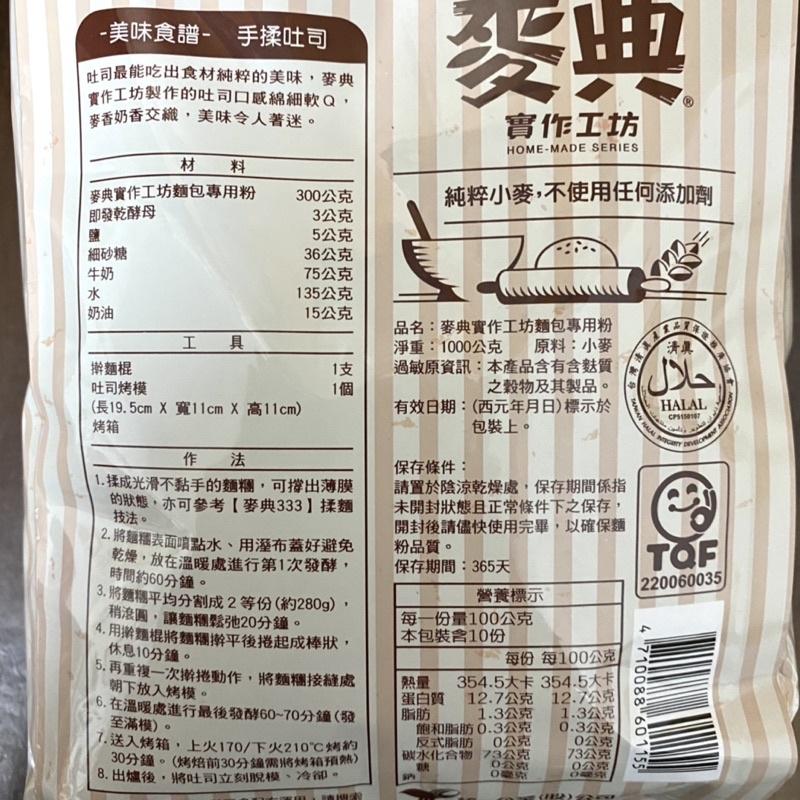 -美味食譜- 手揉吐司
吐司最能吃出食材純粹的美味，麥典
實作工坊製作的吐司口感綿細軟Q，
麥香奶香交織，美味令人著迷。
材 料
麥典實作工坊麵包專用粉 300公克
即發乾酵母 3公克
鹽 5公克
細砂糖 36公克
牛奶 75公克
水 135公克
奶油 15公克
工 具
擀麵棍 1支
吐司烤模 1個
(長19.5cm X 寬11cm X 高11cm)
烤箱
作 法
1.揉成光滑不黏手的麵糰，可撐出薄膜
的狀態，亦可參考【麥典333】揉麵
技法。
2.將麵糰表面噴點水、用溼布蓋好避免
乾燥，放在溫暖處進行第1次發酵，
時間約60分鐘。
3.將麵糰平均分割成2等份(約280g)，
稍滾圓，讓麵糰鬆弛20分鐘。
4.用擀麵棍將麵糰擀平後捲起成棒狀，
休息10分鐘。
5.再重複一次擀捲動作，將麵糰接縫處
朝下放入烤模。
6.在溫暖處進行最後發酵60~70分鐘(發
至滿模)。
7.送入烤箱，上火170/下火210℃烤約
30分鐘。(烤焙前30分鐘需將烤箱預熱)
8.出爐後，將吐司立刻脫模、冷卻。
麥典®
實作工坊
HOME-MADE SERIES
純粹小麥，不使用任何添加劑
品名：麥典實作工坊麵包專用粉
淨重：1000公克 原料：小麥
過敏原資訊：本產品含有含麩質
之穀物及其製品。
有效日期：(西元年月日)標示於
包裝上。
台灣清真產業品質保證推廣協會
清真
حلال
HALAL
CP5150107
TAIWAN HALAL INTEGRITY DEVELOPMENT ASSOCIATION
保存條件：
請置於陰涼乾燥處，保存期間係指
未開封狀態且正常條件下之保存，
開封後請儘快使用完畢，以確保麵
粉品質。
保存期間：365天
TQF
220060035
營養標示
每一份量100公克
本包裝含10份
每份 每100公克
熱量 354.5大卡 354.5大卡
蛋白質 12.7公克 12.7公克
脂肪 1.3公克 1.3公克
飽和脂肪 0.3公克 0.3公克
反式脂肪 0公克 0公克
碳水化合物 73公克 73公克
糖 0公克 0公克
鈉 0毫克 0毫克
4710088601155